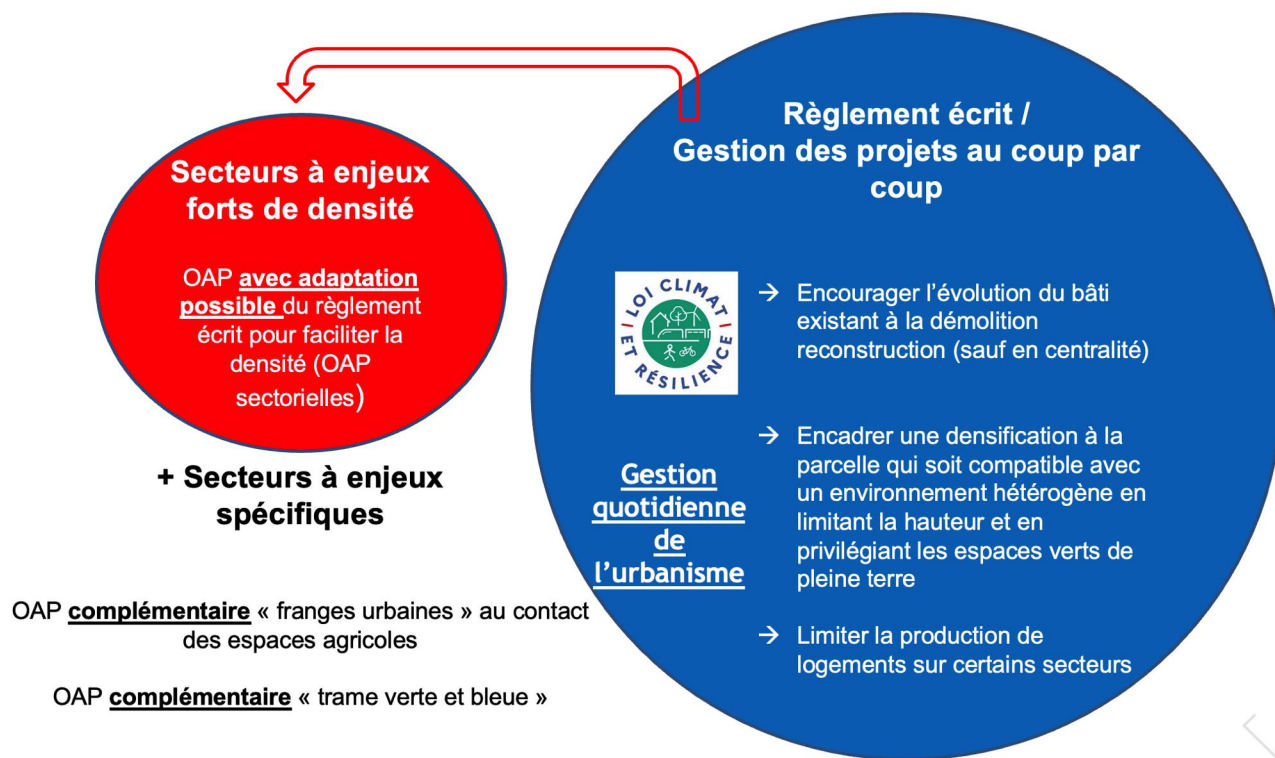 Secteurs à enjeux
forts de densité
OAP avec adaptation
possible du règlement
écrit pour faciliter la
densité (OAP
sectorielles)
+ Secteurs à enjeux
spécifiques
OAP complémentaire « franges urbaines » au contact
des espaces agricoles
OAP complémentaire « trame verte et bleue »
Règlement écrit /
Gestion des projets au coup par
coup
LOI CLIMAT
ET RÉSILIENCE
Gestion
quotidienne
de
l’urbanisme
→ Encourager l’évolution du bâti
existant à la démolition
reconstruction (sauf en centralité)
→ Encadrer une densification à la
parcelle qui soit compatible avec
un environnement hétérogène en
limitant la hauteur et en
privilégiant les espaces verts de
pleine terre
→ Limiter la production de
logements sur certains secteurs